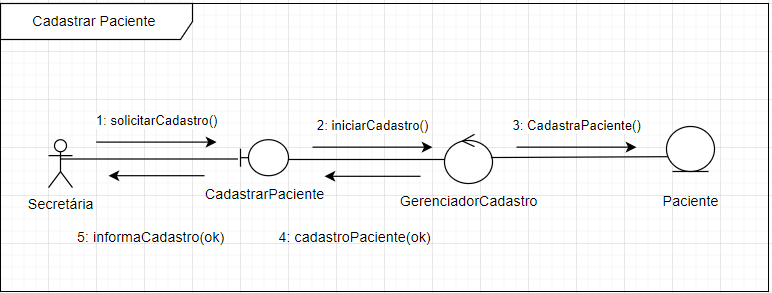 Cadastrar Paciente
1: solicitarCadastro()
2: iniciarCadastro()
3: CadastraPaciente()
Secretária
CadastrarPaciente
GerenciadorCadastro
Paciente
5: informaCadastro(ok)
4: cadastroPaciente(ok)